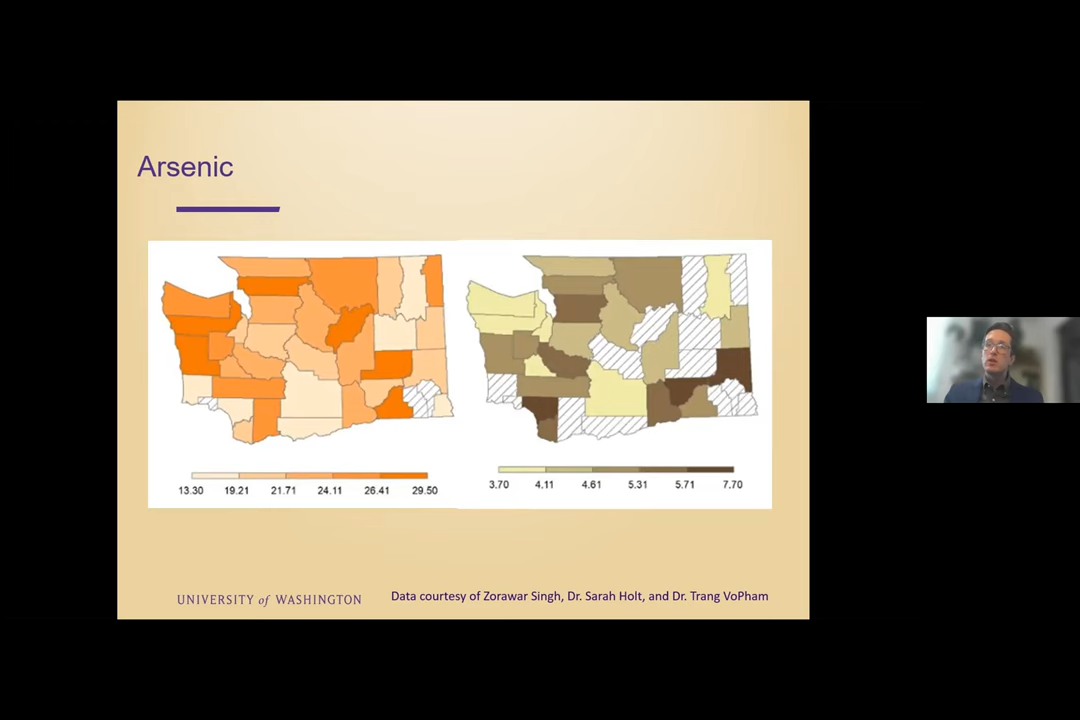 Arsenic
13.30 19.21 21.71 24.11 26.41 29.50
3.70 4.11 4.61 5.31 5.71 7.70
UNIVERSITY of WASHINGTON
Data courtesy of Zorawar Singh, Dr. Sarah Holt, and Dr. Trang VoPham